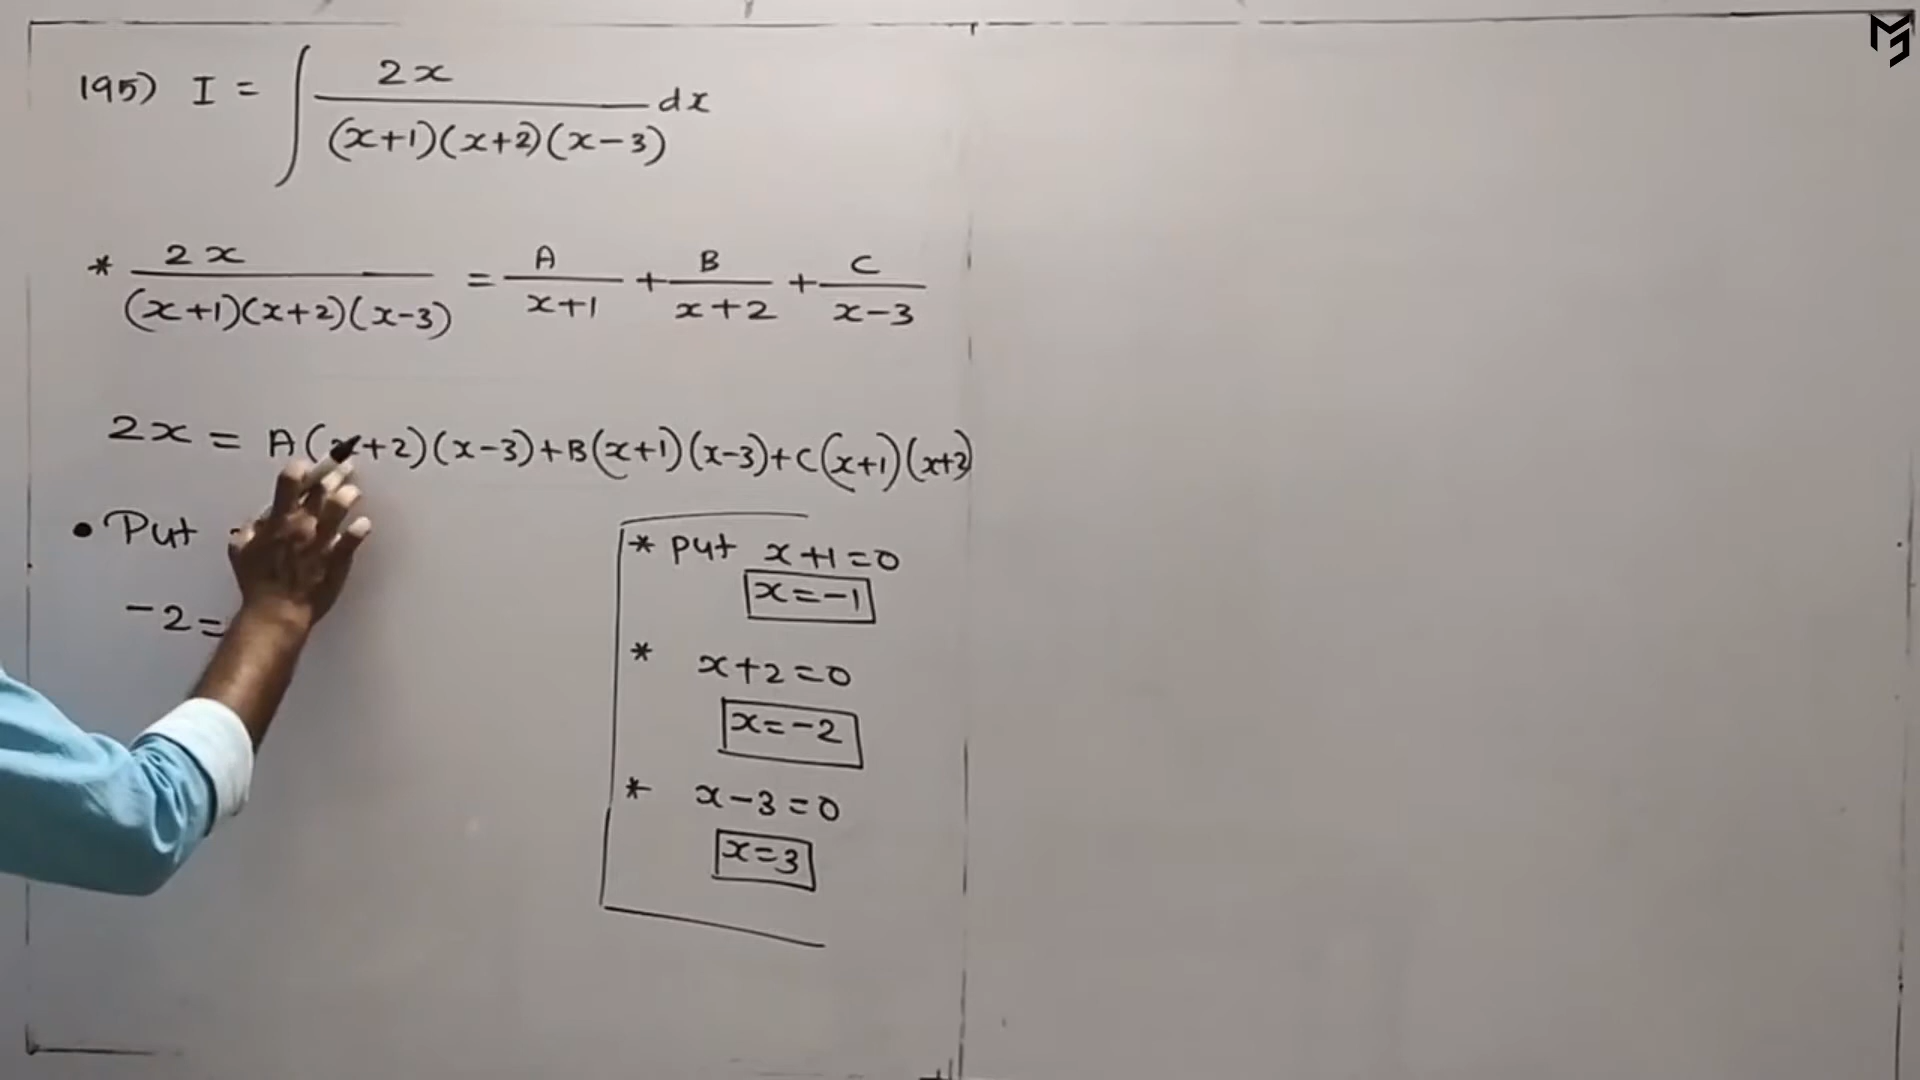 195) I = ∫ 2x / (x+1)(x+2)(x-3) dx
* 2x / (x+1)(x+2)(x-3) = A / x+1 + B / x+2 + C / x-3
2x = A(x+2)(x-3)+B(x+1)(x-3)+C(x+1)(x+2)
• Put
-2=
* put x+1=0
x=-1
* x+2=0
x=-2
* x-3=0
x=3